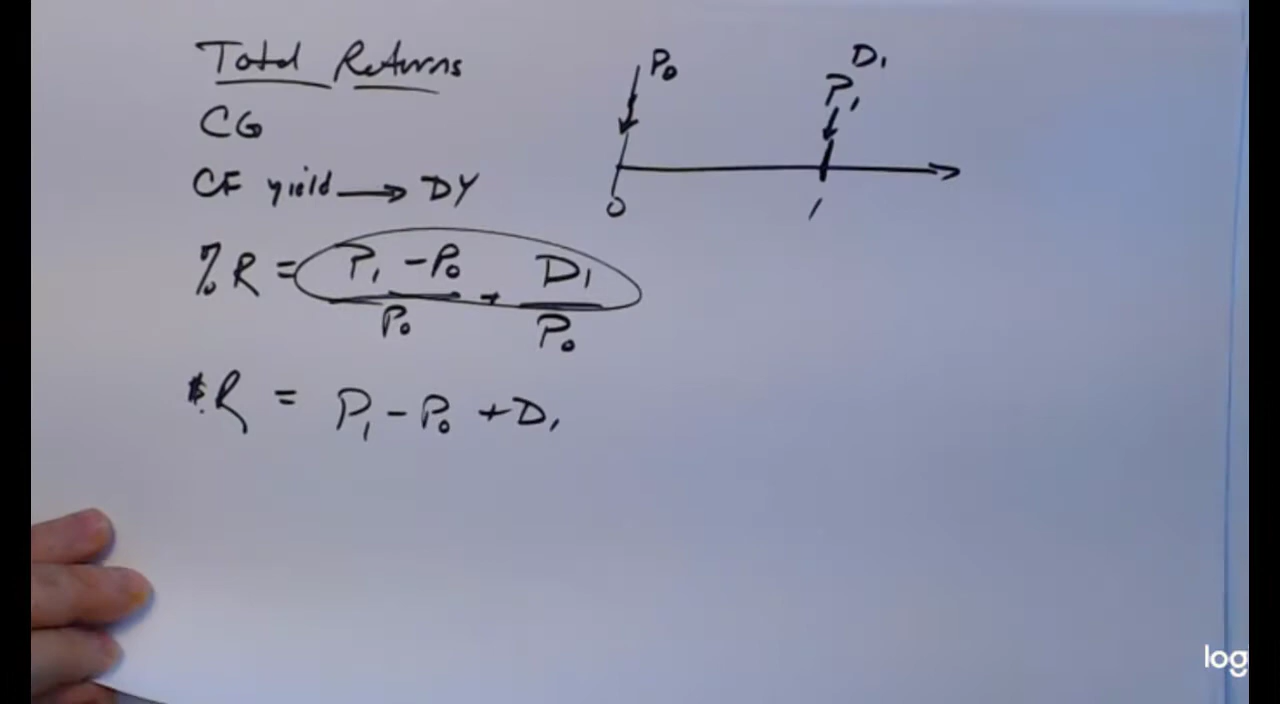 Total Returns
CG
CF yield → DY
%R = P₁ - P₀ / P₀ + D₁ / P₀
$R = P₁ - P₀ + D₁
P₀
D₁
P₁
0 1
logi